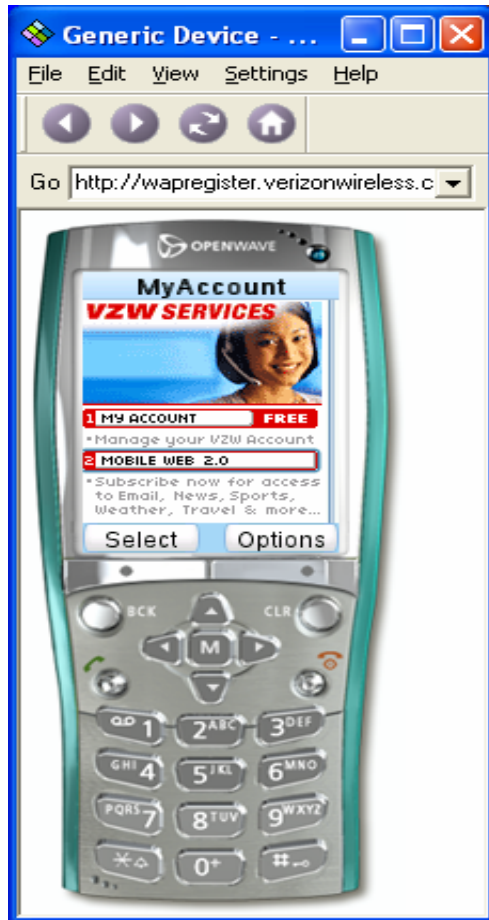 Generic Device - ...
File Edit View Settings Help
Go http://wapregister.verizonwireless.c
OPENWAVE
MyAccount
VZW SERVICES
1 MY ACCOUNT FREE
•Manage your VZW Account
2 MOBILE WEB 2.0
•Subscribe now for access
to Email, News, Sports,
Weather, Travel & more...
Select Options
BCK CLR
M
1 2ABC 3DEF
GHI4 5JKL 6MNO
PQRS7 8TUV 9WXYZ
* 0+ #